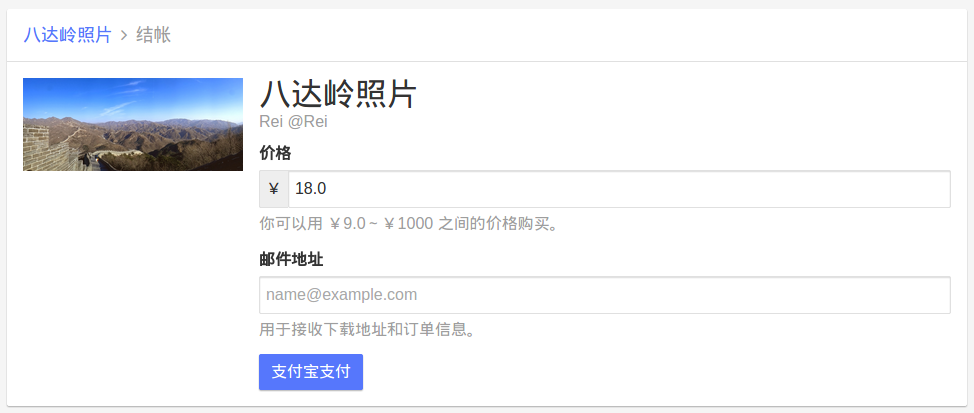 八达岭照片 > 结帐
八达岭照片
Rei @Rei
价格
¥ 18.0
你可以用 ￥9.0 ~ ￥1000 之间的价格购买。
邮件地址
name@example.com
用于接收下载地址和订单信息。
支付宝支付